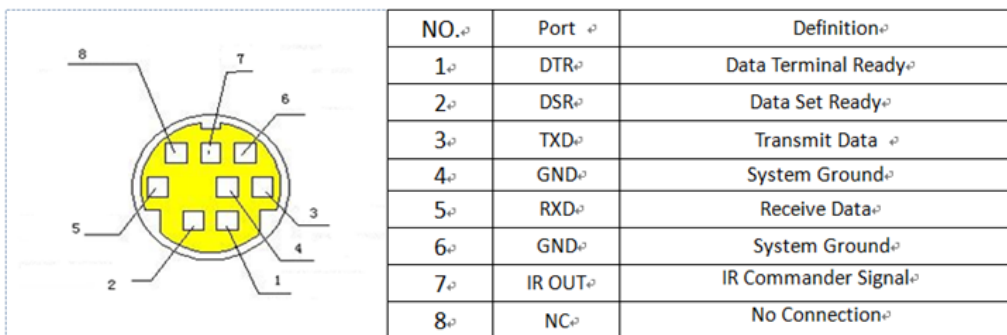 8
7
6
5
3
4
2
1
NO. Port Definition
1 DTR Data Terminal Ready
2 DSR Data Set Ready
3 TXD Transmit Data
4 GND System Ground
5 RXD Receive Data
6 GND System Ground
7 IR OUT IR Commander Signal
8 NC No Connection